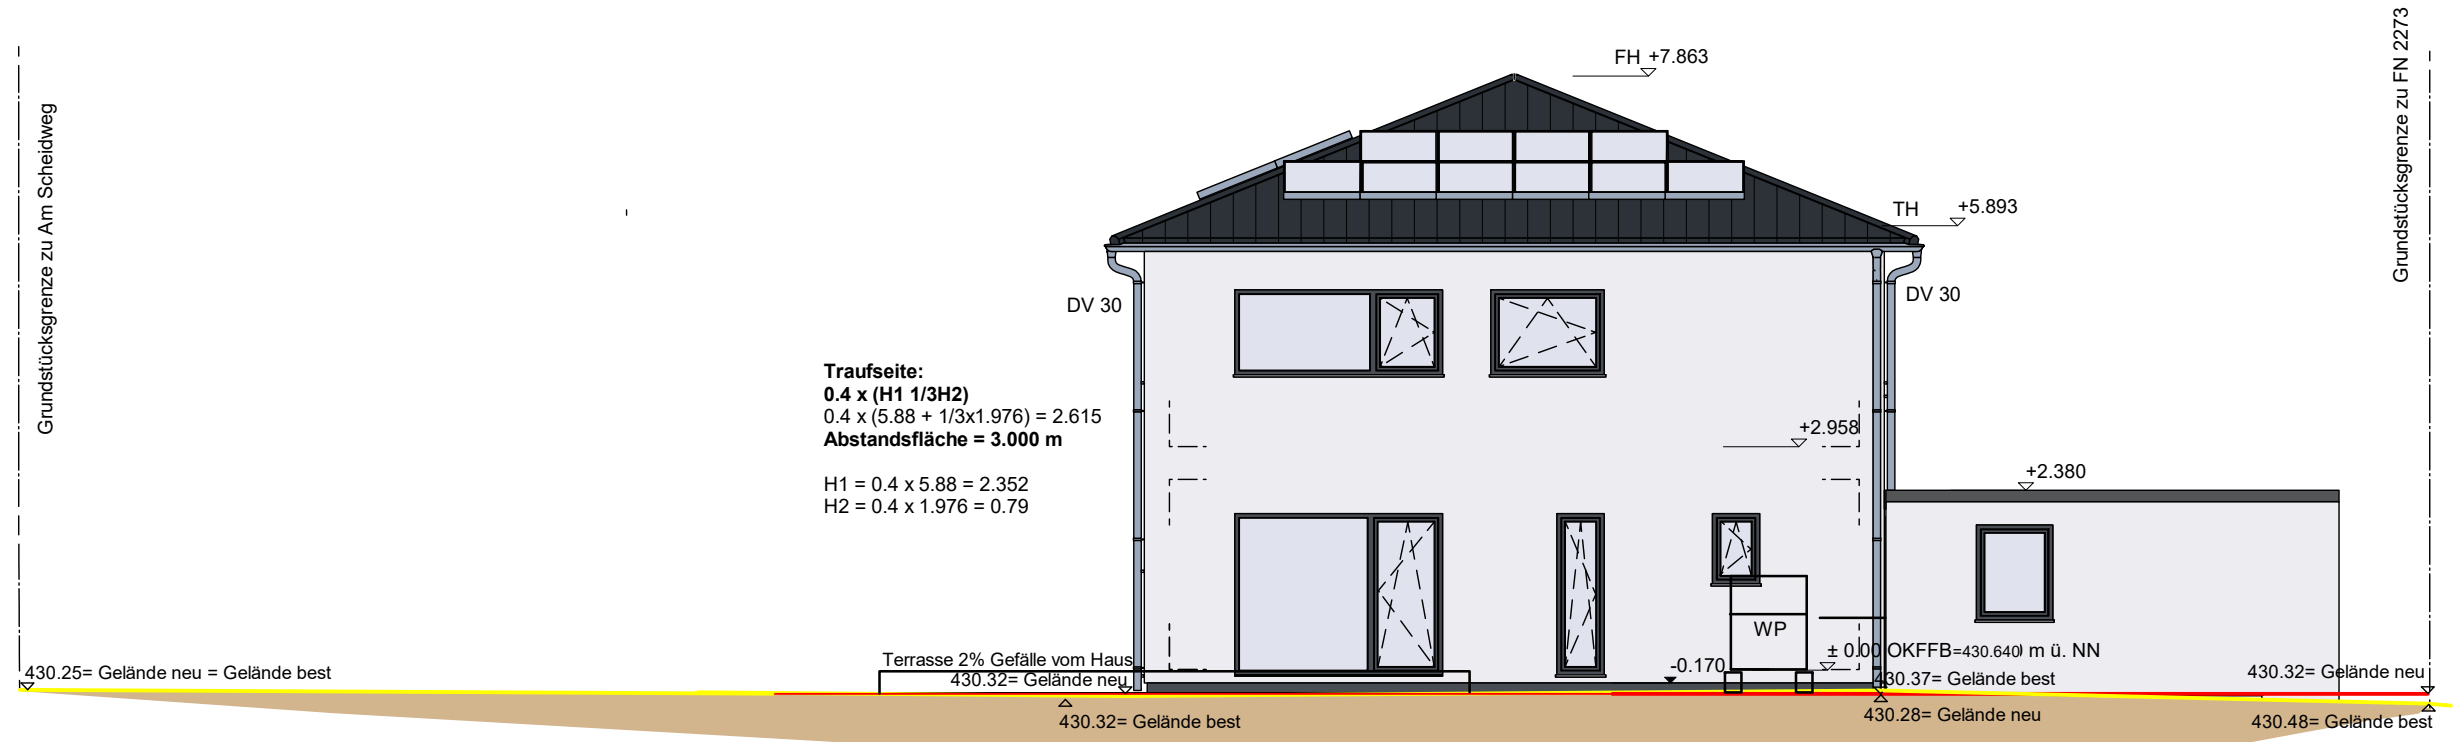 FH +7.863
Grundstücksgrenze zu Am Scheidweg
Grundstücksgrenze zu FN 2273
TH +5.893
DV 30
DV 30
Traufseite:
0.4 x (H1 1/3H2)
0.4 x (5.88 + 1/3x1.976) = 2.615
Abstandsfläche = 3.000 m
H1 = 0.4 x 5.88 = 2.352
H2 = 0.4 x 1.976 = 0.79
+2.958
+2.380
WP
± 0.00 OKFFB=430.640 m ü. NN
Terrasse 2% Gefälle vom Haus
-0.170
430.25= Gelände neu = Gelände best
430.32= Gelände neu
430.37= Gelände best
430.32= Gelände neu
430.32= Gelände best
430.28= Gelände neu
430.48= Gelände best